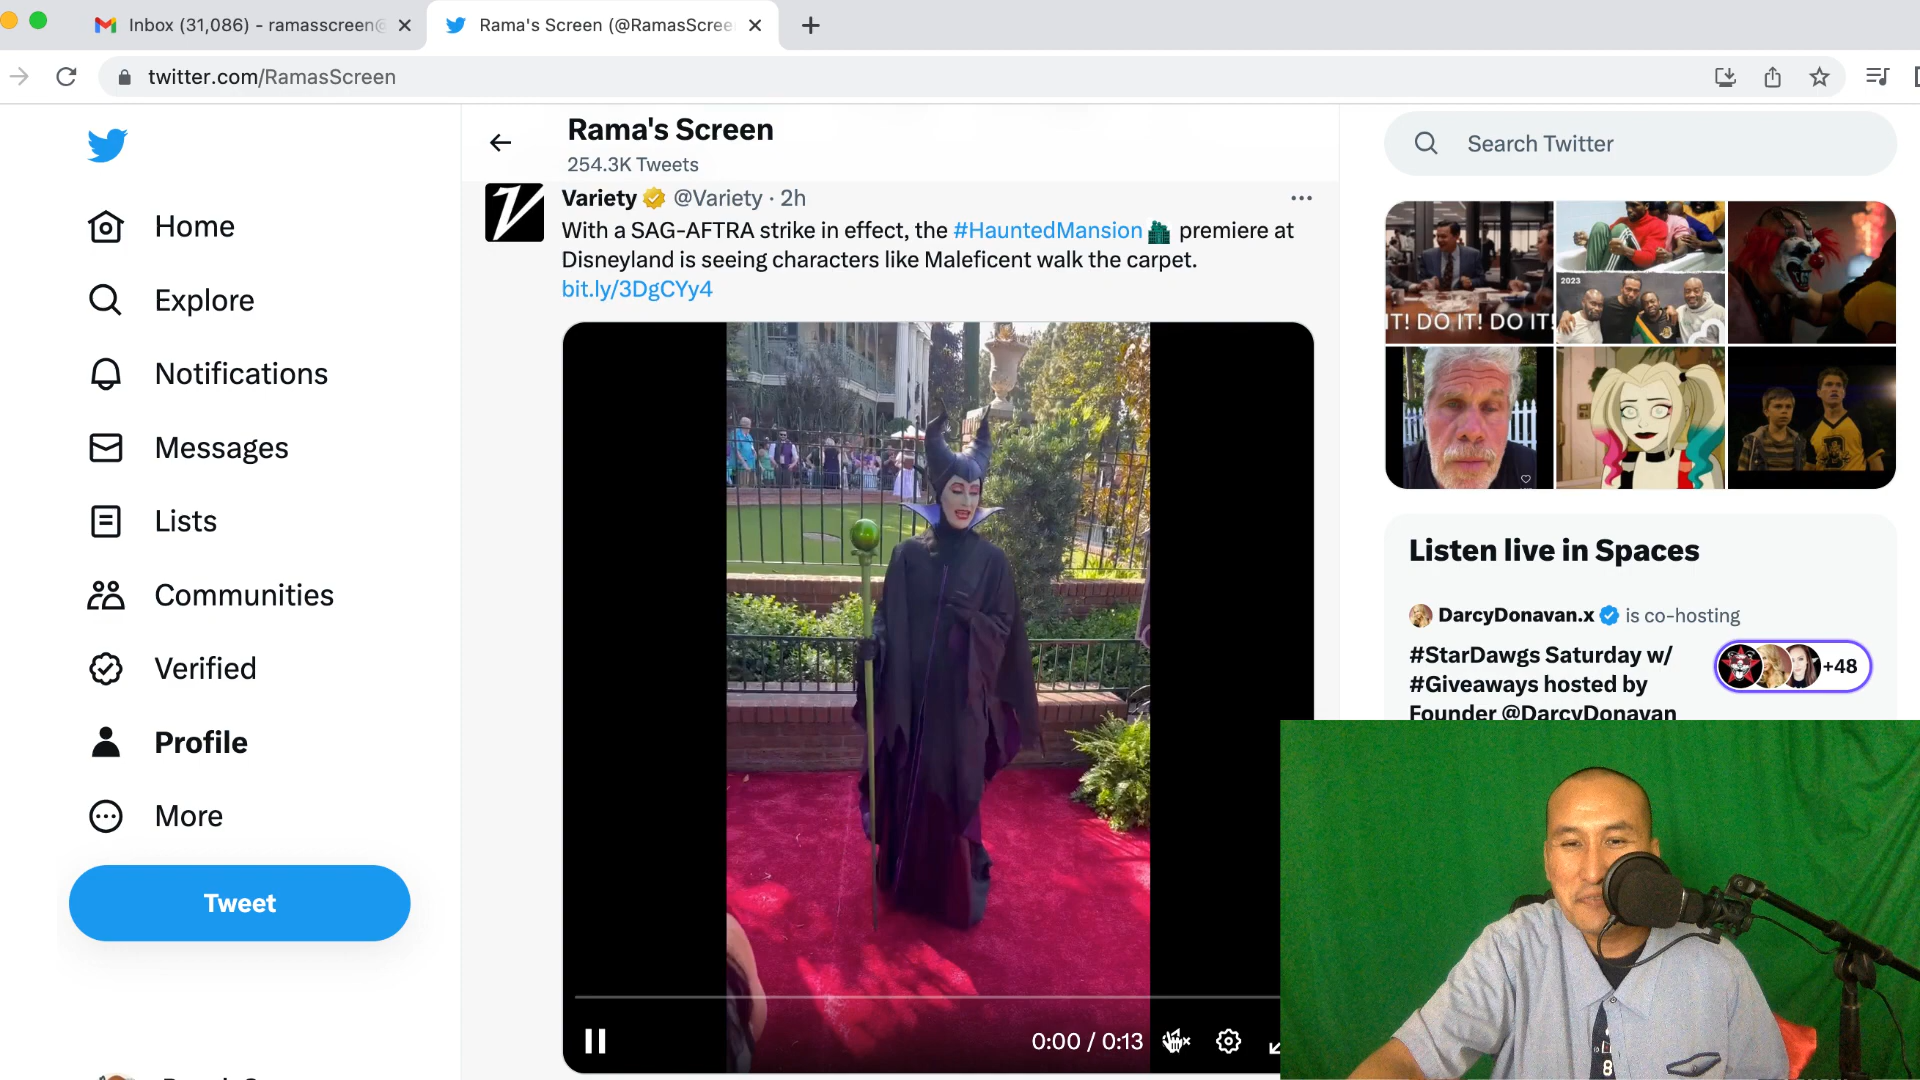 Inbox (31,086) - ramasscreen@
Rama's Screen (@RamasScree
twitter.com/RamasScreen
Rama's Screen
254.3K Tweets
Search Twitter
Home
Explore
Notifications
Messages
Lists
Communities
Verified
Profile
More
Tweet
Variety @Variety · 2h
With a SAG-AFTRA strike in effect, the #HauntedMansion premiere at
Disneyland is seeing characters like Maleficent walk the carpet.
bit.ly/3DgCYy4
0:00 / 0:13
IT! DO IT! DO IT!
2023
Listen live in Spaces
DarcyDonavan.x is co-hosting
#StarDawgs Saturday w/
#Giveaways hosted by
Founder @DarcyDonavan
+48
8